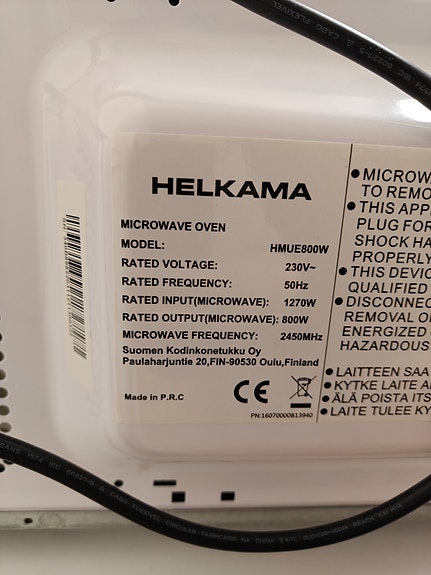 HELKAMA
MICROWAVE OVEN
MODEL: HMUE800W
RATED VOLTAGE: 230V~
RATED FREQUENCY: 50Hz
RATED INPUT(MICROWAVE): 1270W
RATED OUTPUT(MICROWAVE): 800W
MICROWAVE FREQUENCY: 2450MHz
Suomen Kodinkonetukku Oy
Paulaharjuntie 20,FIN-90530 Oulu,Finland
Made in P.R.C
CE
PN:16070000B13940
● MICROW
TO REMO
● THIS APP
PLUG FOR
SHOCK HA
PROPERLY
● THIS DEVIC
QUALIFIED
● DISCONNEC
REMOVAL O
ENERGIZED
HAZARDOUS
● LAITTEEN SAA
● KYTKE LAITE A
● ÄLÄ POISTA ITS
● LAITE TULEE KY